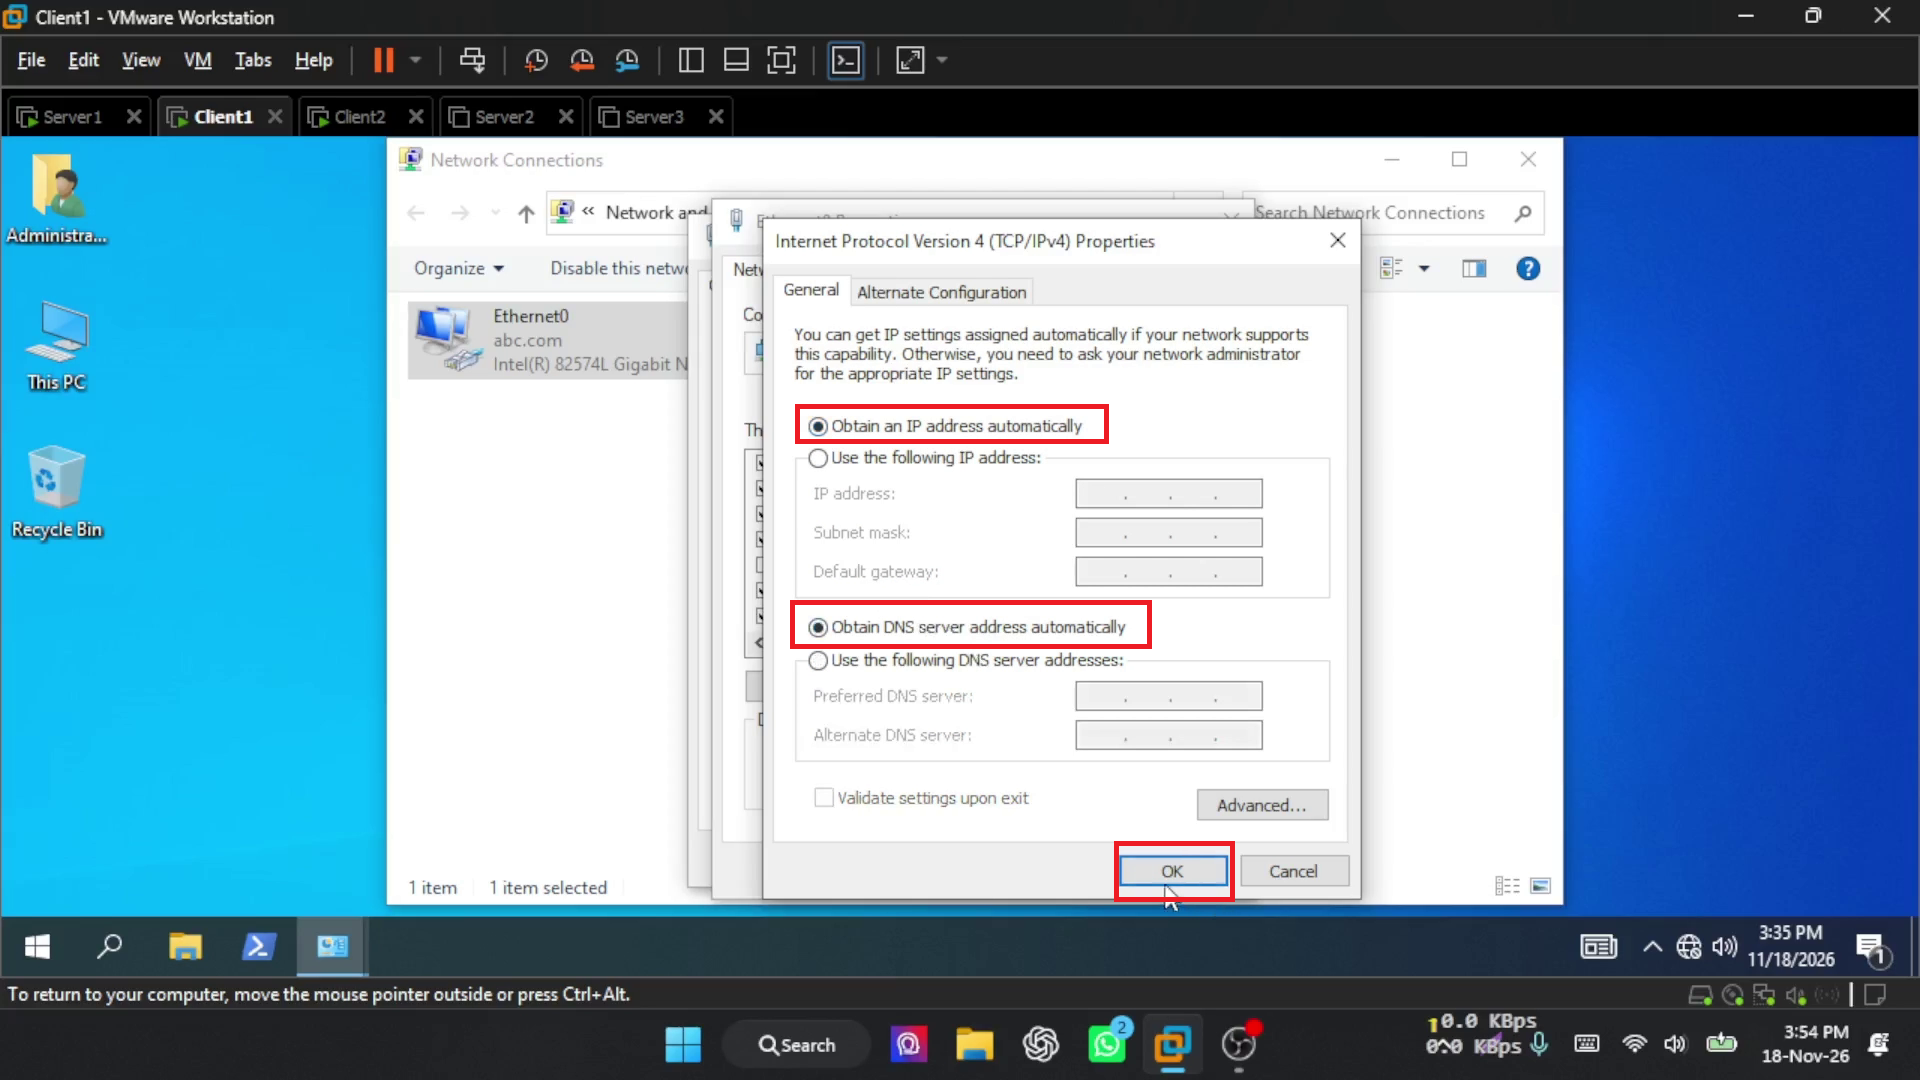 Client1 - VMware Workstation
File Edit View VM Tabs Help
Server1 Client1 Client2 Server2 Server3
Administra...
This PC
Recycle Bin
Network Connections
Network and
Search Network Connections
Organize
Disable this netwo
Ethernet0
abc.com
Intel(R) 82574L Gigabit N
1 item 1 item selected
Internet Protocol Version 4 (TCP/IPv4) Properties
General Alternate Configuration
You can get IP settings assigned automatically if your network supports
this capability. Otherwise, you need to ask your network administrator
for the appropriate IP settings.
Obtain an IP address automatically
Use the following IP address:
IP address:
Subnet mask:
Default gateway:
Obtain DNS server address automatically
Use the following DNS server addresses:
Preferred DNS server:
Alternate DNS server:
Validate settings upon exit
Advanced...
OK Cancel
3:35 PM
11/18/2026
1
To return to your computer, move the mouse pointer outside or press Ctrl+Alt.
Search
2
0.0 KBps
0.0 KBps
3:54 PM
18-Nov-26